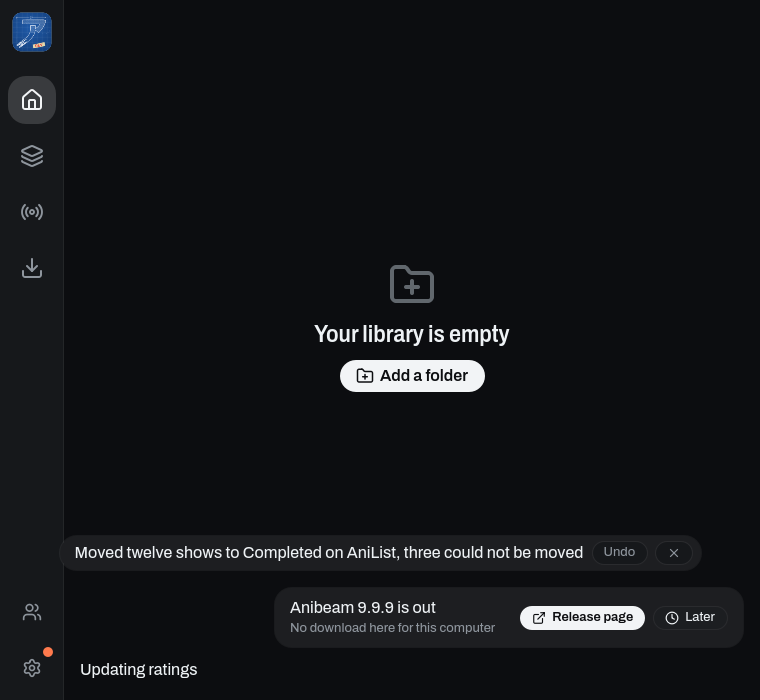 Your library is empty
Add a folder
Moved twelve shows to Completed on AniList, three could not be moved Undo
Anibeam 9.9.9 is out
No download here for this computer
Release page Later
Updating ratings